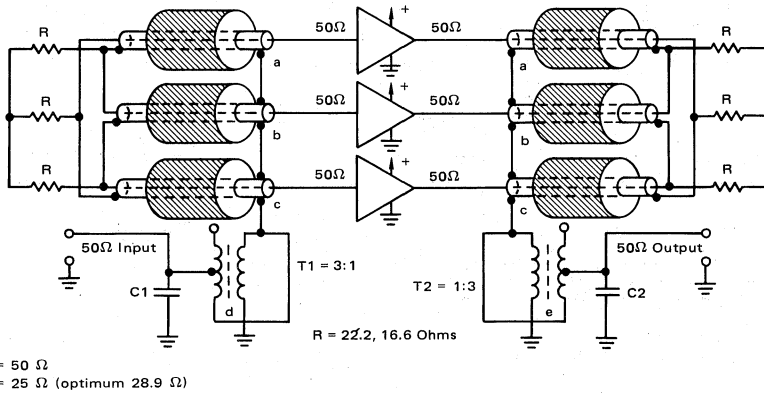 R
50Ω
50Ω
+
R
a
a
R
50Ω
50Ω
+
R
b
b
R
50Ω
50Ω
+
R
c
c
50Ω Input
T1 = 3:1
50Ω Output
C1
d
T2 = 1:3
e
C2
R = 22.2, 16.6 Ohms
= 50 Ω
= 25 Ω (optimum 28.9 Ω)